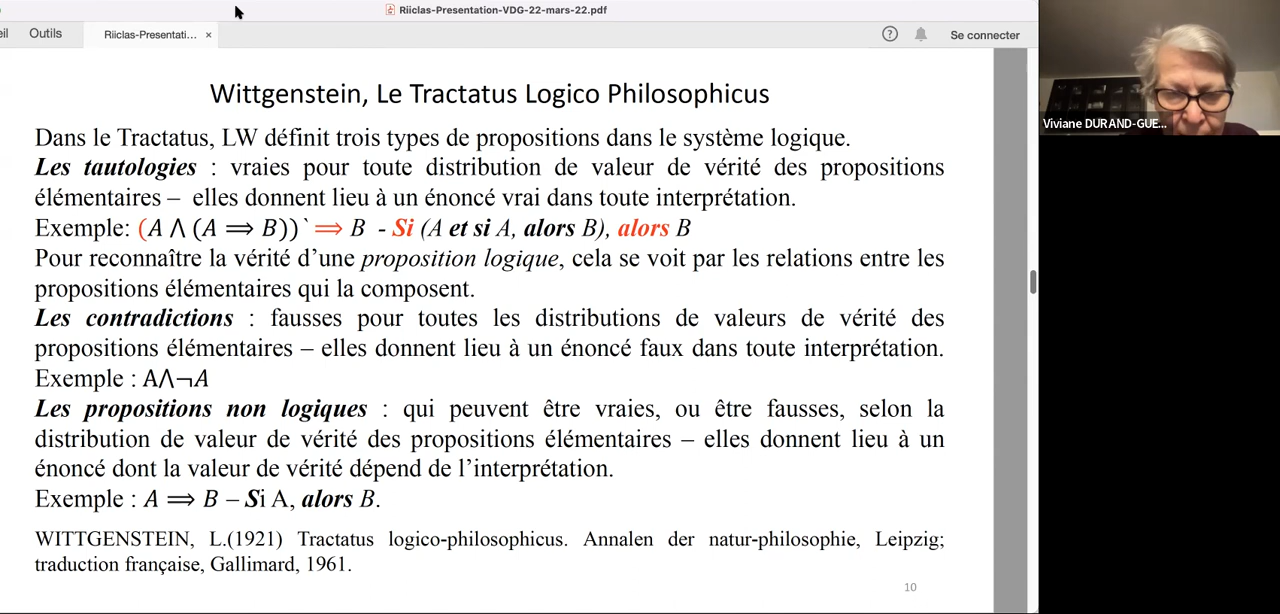 Riiclas-Presentation-VDG-22-mars-22.pdf
eil Outils Riiclas-Presentati... × ? Se connecter
Wittgenstein, Le Tractatus Logico Philosophicus
Dans le Tractatus, LW définit trois types de propositions dans le système logique.
Les tautologies : vraies pour toute distribution de valeur de vérité des propositions
élémentaires – elles donnent lieu à un énoncé vrai dans toute interprétation.
Exemple: (A ⋀ (A ⟹ B))`⟹ B - Si (A et si A, alors B), alors B
Pour reconnaître la vérité d’une proposition logique, cela se voit par les relations entre les
propositions élémentaires qui la composent.
Les contradictions : fausses pour toutes les distributions de valeurs de vérité des
propositions élémentaires – elles donnent lieu à un énoncé faux dans toute interprétation.
Exemple : A⋀¬A
Les propositions non logiques : qui peuvent être vraies, ou être fausses, selon la
distribution de valeur de vérité des propositions élémentaires – elles donnent lieu à un
énoncé dont la valeur de vérité dépend de l’interprétation.
Exemple : A ⟹ B – Si A, alors B.
WITTGENSTEIN, L.(1921) Tractatus logico-philosophicus. Annalen der natur-philosophie, Leipzig;
traduction française, Gallimard, 1961.
10
Viviane DURAND-GUE...